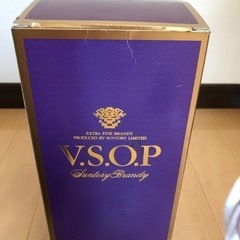 EXTRA FINE BRANDY
PRODUCED BY SUNTORY LIMITED
V.S.O.P
Suntory Brandy